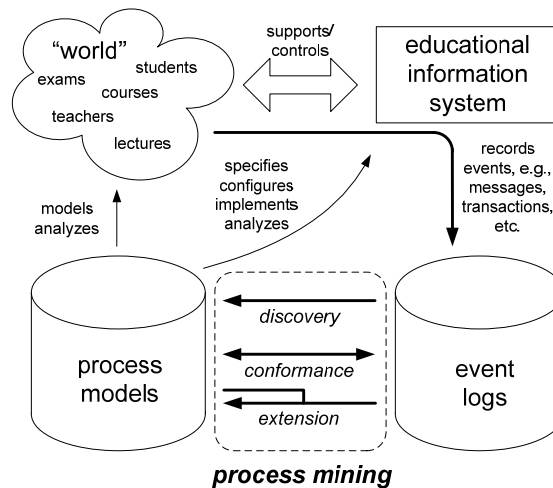 "world"
students
exams
courses
teachers
lectures
supports/
controls
educational
information
system
records
events, e.g.,
messages,
transactions,
etc.
specifies
configures
implements
analyzes
models
analyzes
process
models
discovery
conformance
extension
event
logs
process mining